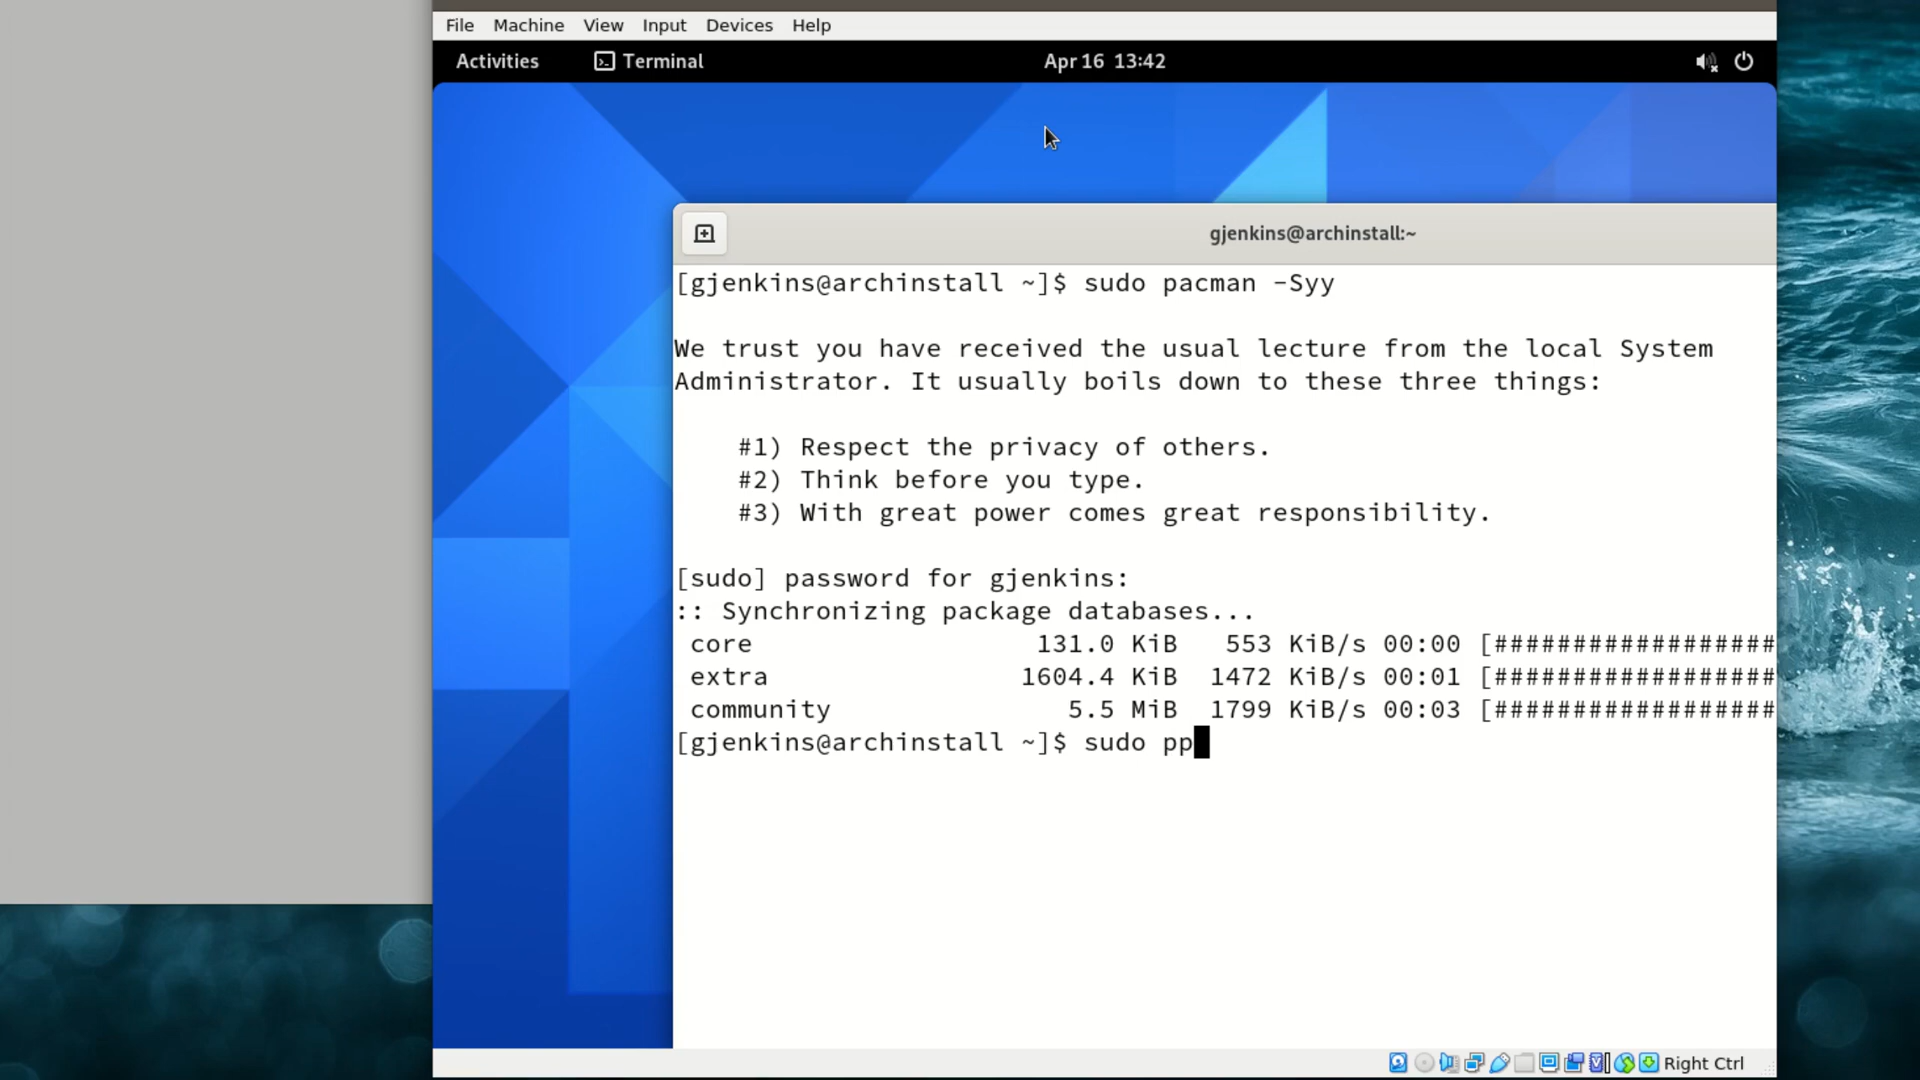 File Machine View Input Devices Help
Activities Terminal Apr 16 13:42
gjenkins@archinstall:~
[gjenkins@archinstall ~]$ sudo pacman -Syy
We trust you have received the usual lecture from the local System
Administrator. It usually boils down to these three things:
#1) Respect the privacy of others.
#2) Think before you type.
#3) With great power comes great responsibility.
[sudo] password for gjenkins:
:: Synchronizing package databases...
core 131.0 KiB 553 KiB/s 00:00 [##################
extra 1604.4 KiB 1472 KiB/s 00:01 [##################
community 5.5 MiB 1799 KiB/s 00:03 [##################
[gjenkins@archinstall ~]$ sudo pp
Right Ctrl